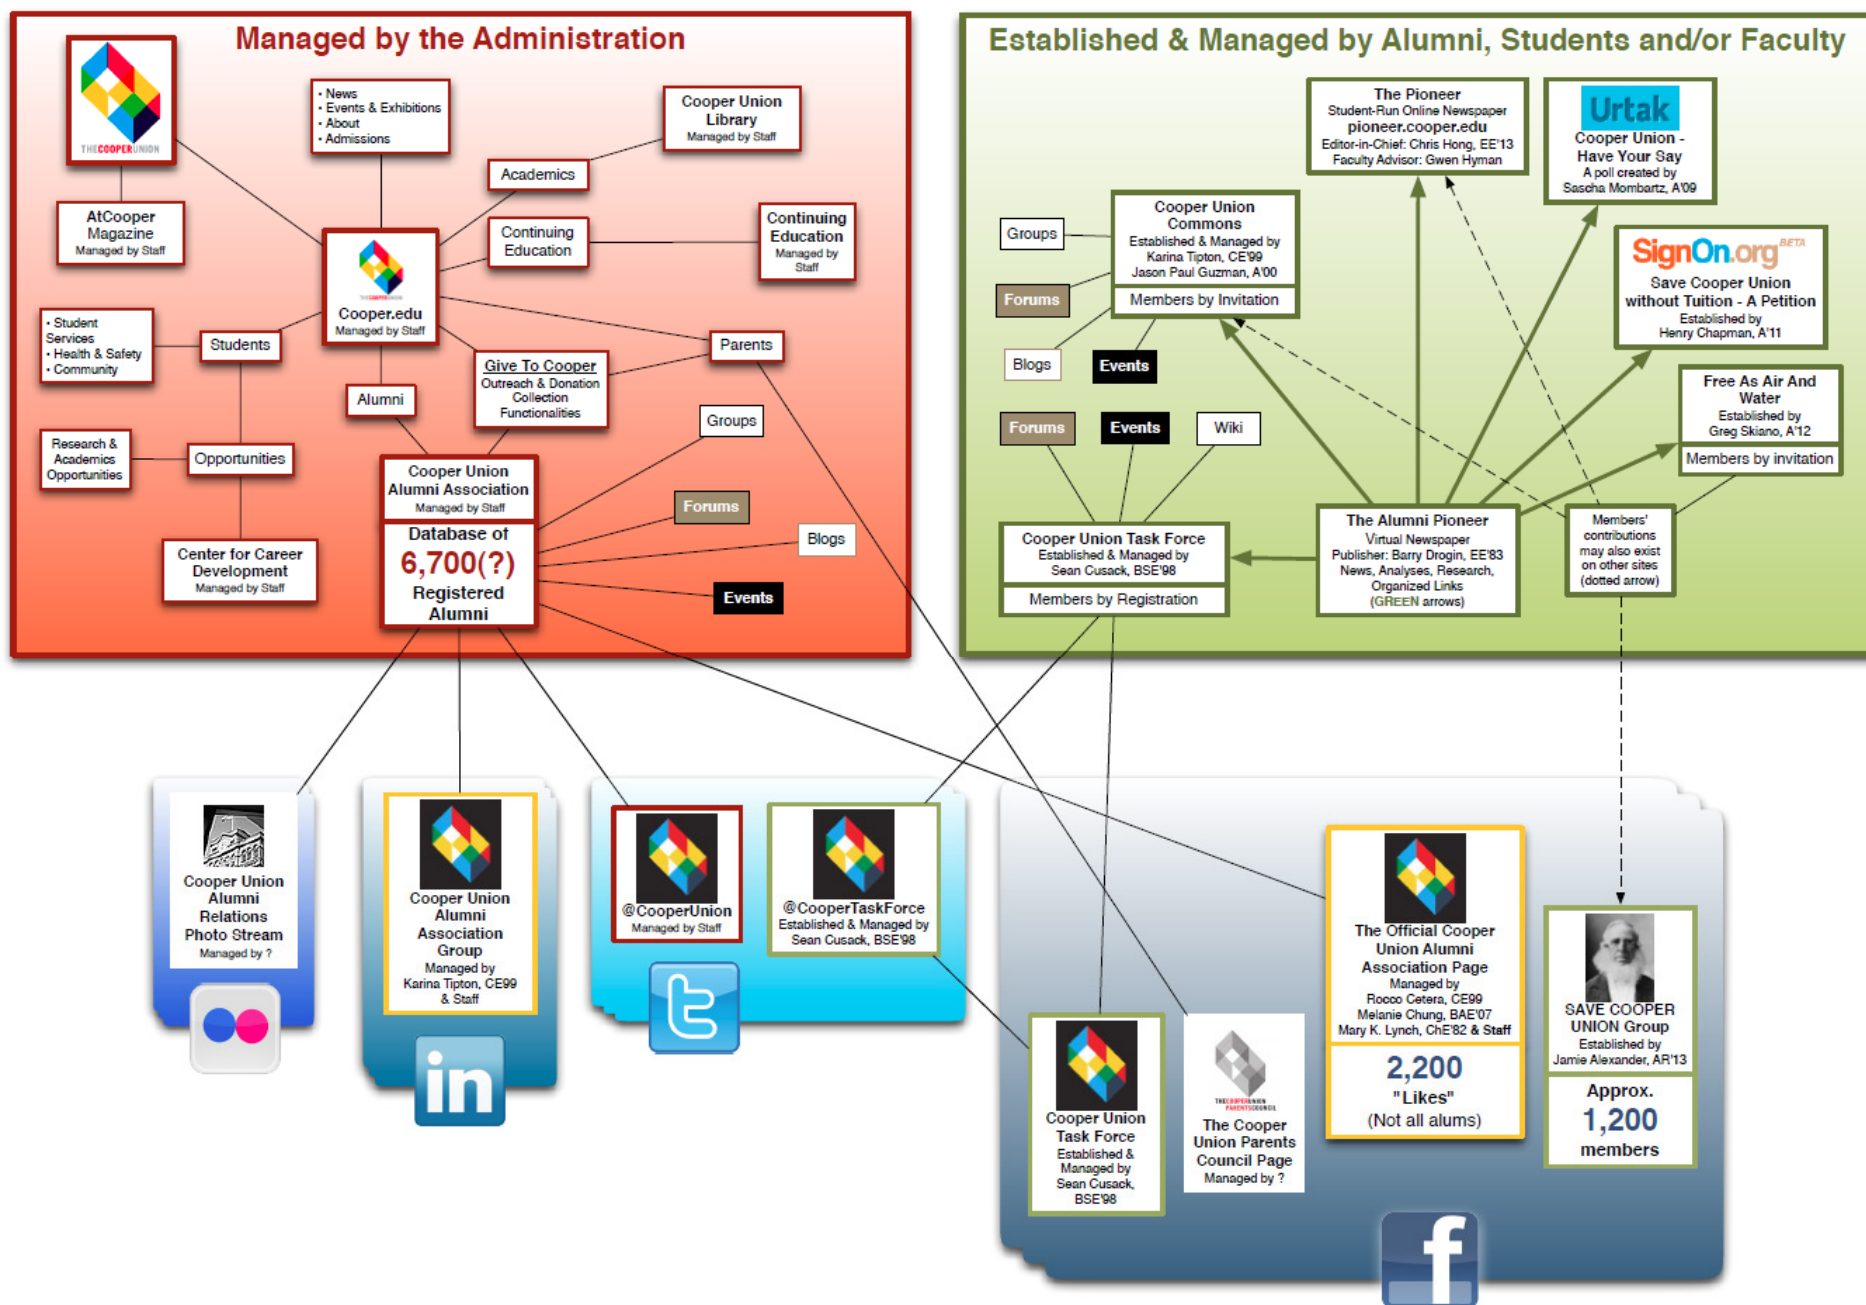 Managed by the Administration
THECOOPERUNION
• News
• Events & Exhibitions
• About
• Admissions
Cooper Union
Library
Managed by Staff
Academics
AtCooper
Magazine
Managed by Staff
Continuing
Education
Continuing
Education
Managed by
Staff
THECOOPERUNION
Cooper.edu
Managed by Staff
• Student
Services
• Health & Safety
• Community
Students
Parents
Give To Cooper
Outreach & Donation
Collection
Functionalities
Alumni
Groups
Research &
Academics
Opportunities
Opportunities
Cooper Union
Alumni Association
Managed by Staff
Database of
6,700(?)
Registered
Alumni
Forums
Blogs
Events
Center for Career
Development
Managed by Staff
Established & Managed by Alumni, Students and/or Faculty
The Pioneer
Student-Run Online Newspaper
pioneer.cooper.edu
Editor-in-Chief: Chris Hong, EE'13
Faculty Advisor: Gwen Hyman
Urtak
Cooper Union -
Have Your Say
A poll created by
Sascha Mombartz, A'09
Groups
Cooper Union
Commons
Established & Managed by
Karina Tipton, CE'99
Jason Paul Guzman, A'00
Members by Invitation
Forums
Blogs
Events
SignOn.org BETA
Save Cooper Union
without Tuition - A Petition
Established by
Henry Chapman, A'11
Free As Air And
Water
Established by
Greg Skiano, A'12
Members by invitation
Forums
Events
Wiki
Cooper Union Task Force
Established & Managed by
Sean Cusack, BSE'98
Members by Registration
The Alumni Pioneer
Virtual Newspaper
Publisher: Barry Drogin, EE'83
News, Analyses, Research,
Organized Links
(GREEN arrows)
Members'
contributions
may also exist
on other sites
(dotted arrow)
Cooper Union
Alumni
Relations
Photo Stream
Managed by ?
Cooper Union
Alumni
Association
Group
Managed by
Karina Tipton, CE99
& Staff
in
@CooperUnion
Managed by Staff
@CooperTaskForce
Established & Managed by
Sean Cusack, BSE'98
t
Cooper Union
Task Force
Established &
Managed by
Sean Cusack,
BSE'98
THECOOPERUNION
PARENTSCOUNCIL
The Cooper
Union Parents
Council Page
Managed by ?
The Official Cooper
Union Alumni
Association Page
Managed by
Rocco Cetera, CE99
Melanie Chung, BAE'07
Mary K. Lynch, ChE'82 & Staff
2,200
"Likes"
(Not all alums)
SAVE COOPER
UNION Group
Established by
Jamie Alexander, AR'13
Approx.
1,200
members
f